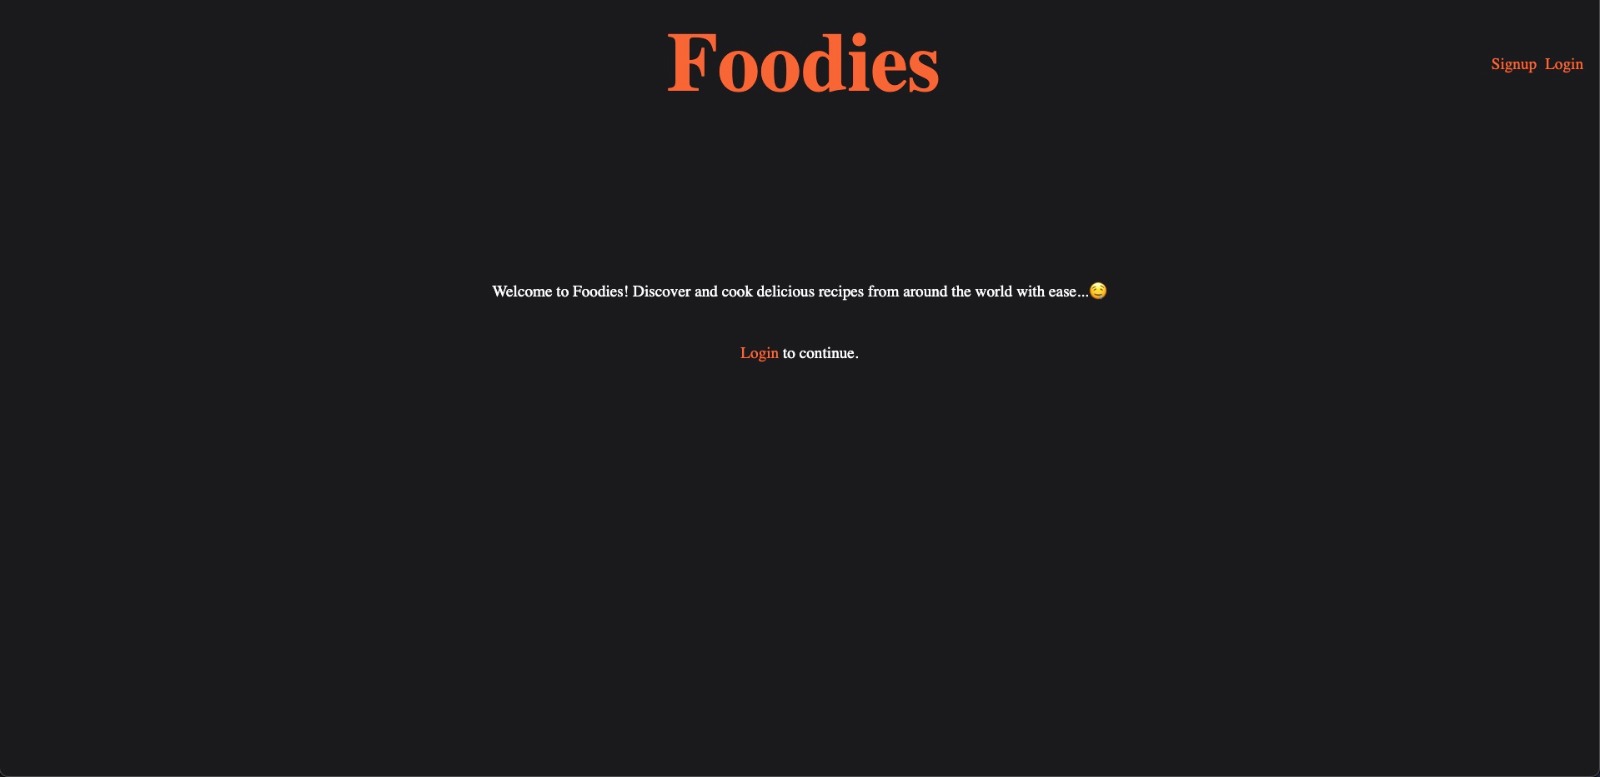 Foodies
Signup Login
Welcome to Foodies! Discover and cook delicious recipes from around the world with ease...😋
Login to continue.